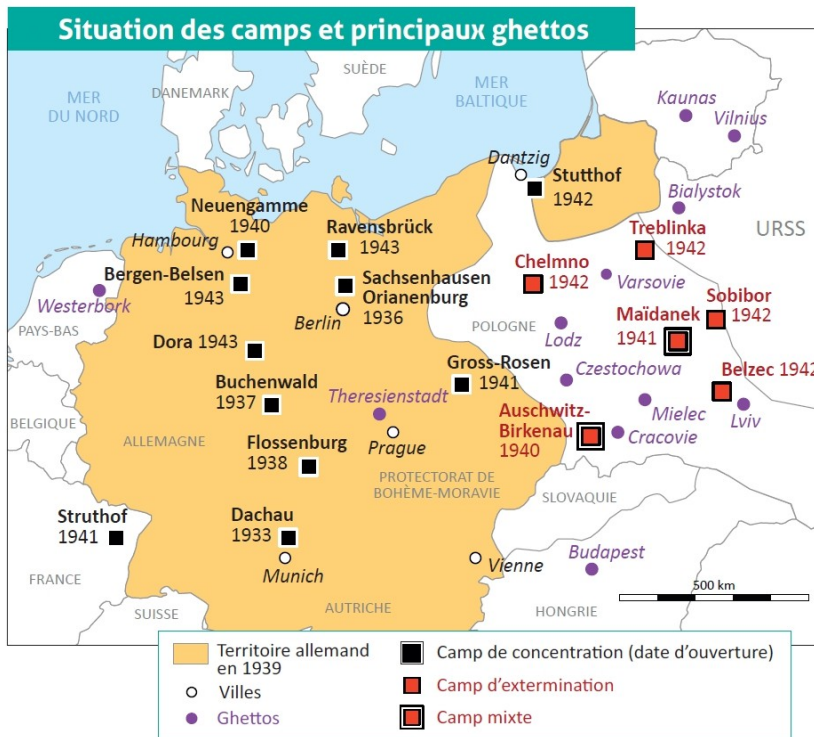 Situation des camps et principaux ghettos
MER
DU NORD
DANEMARK
SUÈDE
MER
BALTIQUE
Kaunas
Vilnius
Dantzig
Stutthof
1942
Bialystok
URSS
Neuengamme
1940
Hambourg
Ravensbrück
1943
Treblinka
1942
Bergen-Belsen
1943
Sachsenhausen
Orianenburg
1936
Chelmno
1942
Varsovie
Westerbork
PAYS-BAS
Berlin
Sobibor
1942
Maïdanek
1941
POLOGNE
Lodz
Dora 1943
Gross-Rosen
1941
Czestochowa
Belzec 1942
Buchenwald
1937
Theresienstadt
Mielec
Lviv
BELGIQUE
ALLEMAGNE
Prague
Auschwitz-
Birkenau
1940
Cracovie
Flossenburg
1938
PROTECTORAT DE
BOHÈME-MORAVIE
SLOVAQUIE
Struthof
1941
Dachau
1933
Munich
Vienne
Budapest
FRANCE
500 km
SUISSE
AUTRICHE
HONGRIE
Territoire allemand
en 1939
Villes
Ghettos
Camp de concentration (date d'ouverture)
Camp d'extermination
Camp mixte